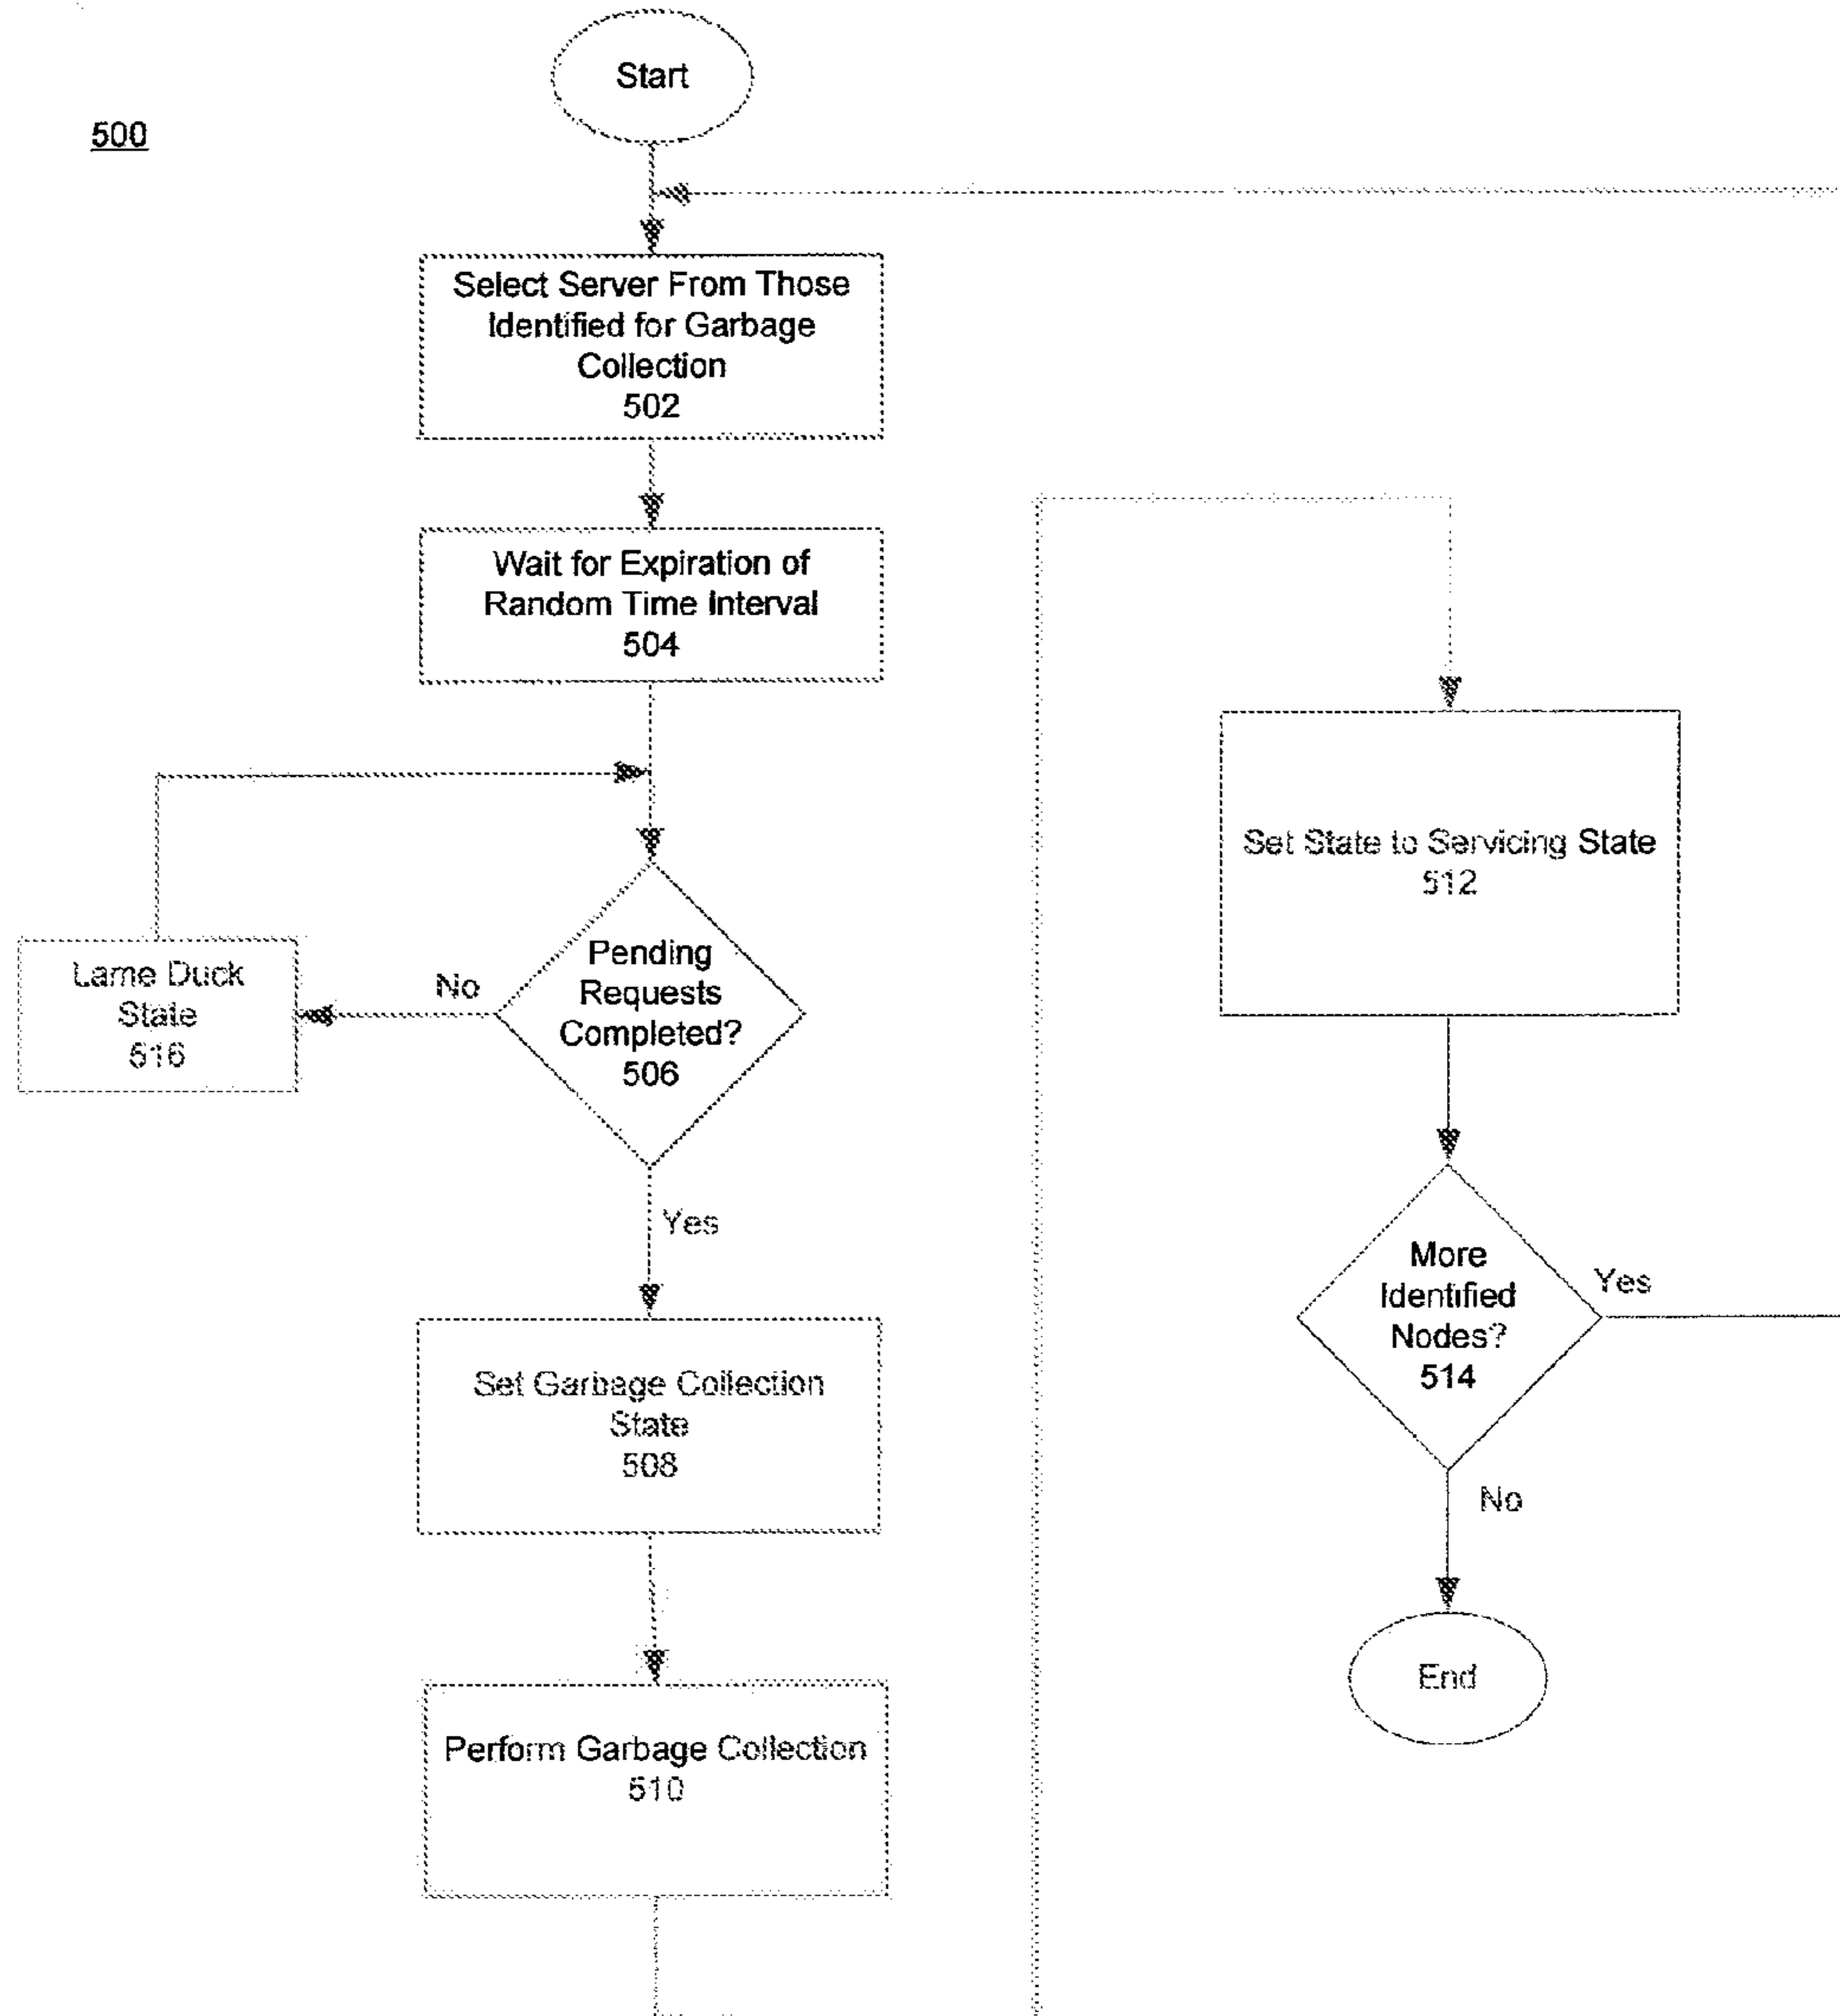 Start
500
Select Server From Those
Identified for Garbage
Collection
502
Wait for Expiration of
Random Time Interval
504
Pending
Requests
Completed?
506
No
Lame Duck
State
516
Yes
Set Garbage Collection
State
508
Perform Garbage Collection
510
Set State to Servicing State
512
More
Identified
Nodes?
514
Yes
No
End